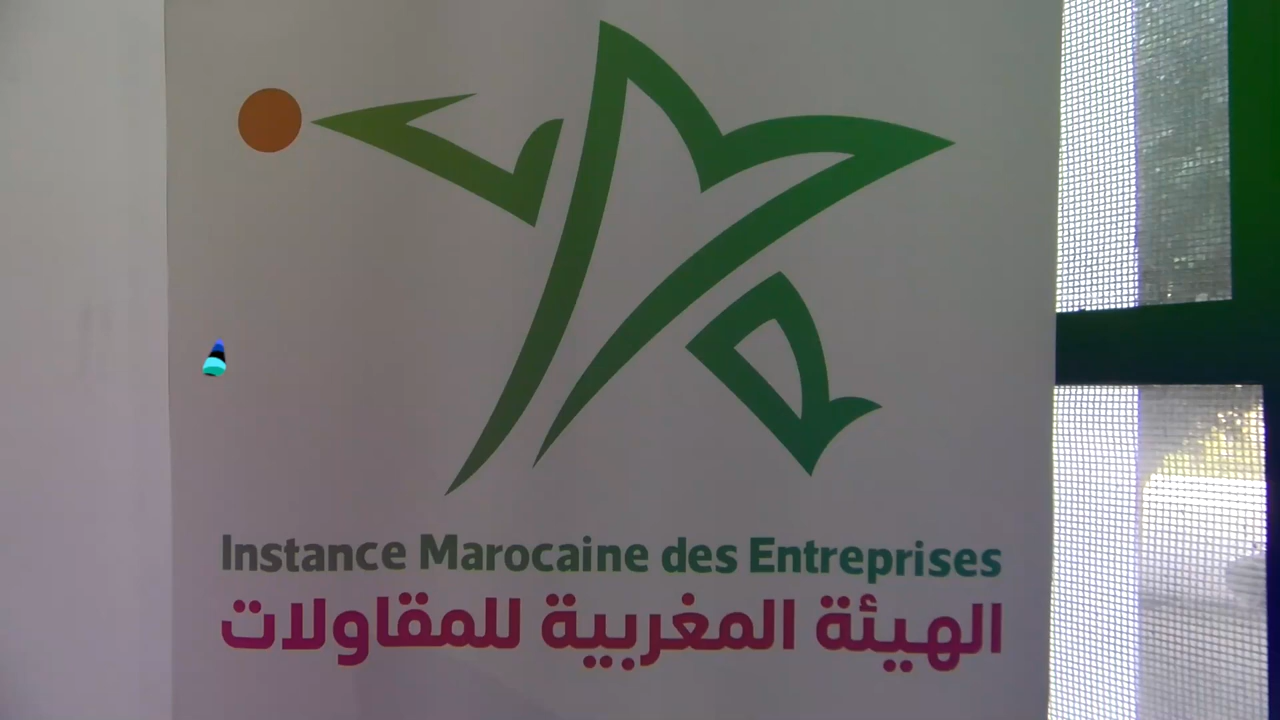 Instance Marocaine des Entreprises
الهيئة المغربية للمقاولات